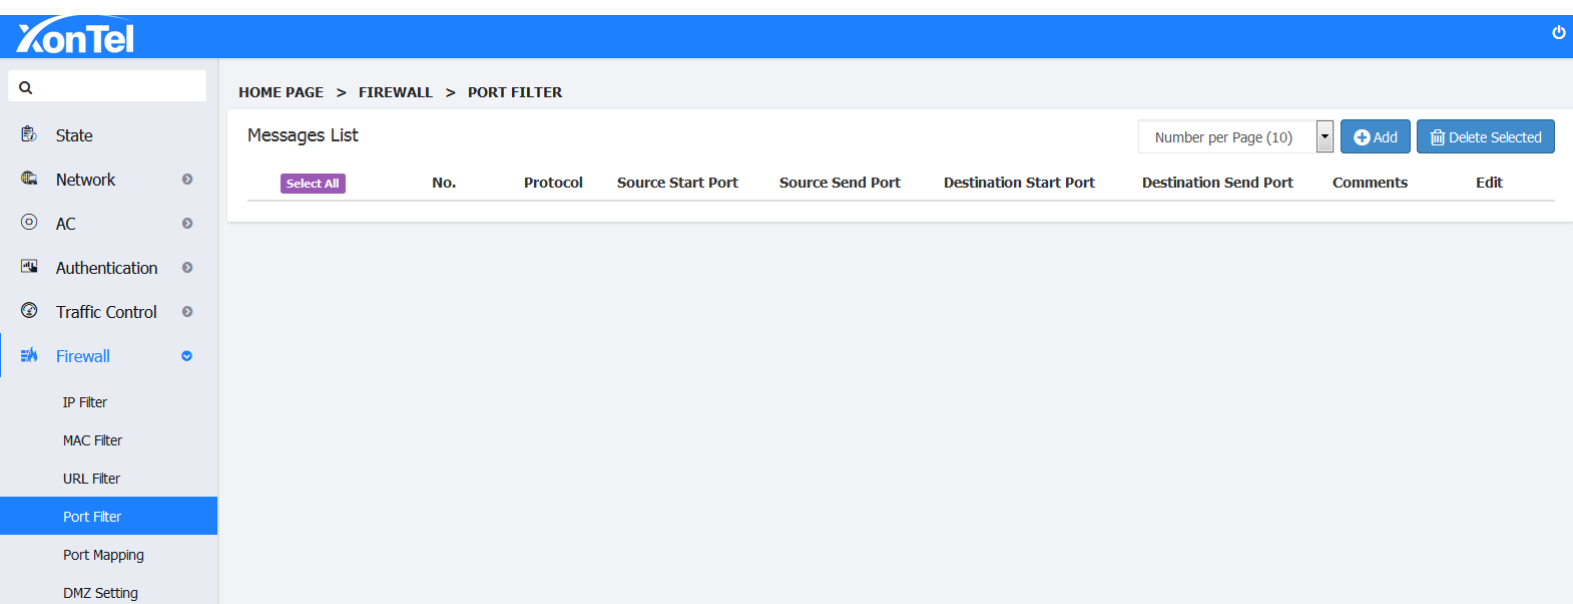 XonTel
HOME PAGE > FIREWALL > PORT FILTER
State
Network
AC
Authentication
Traffic Control
Firewall
IP Filter
MAC Filter
URL Filter
Port Filter
Port Mapping
DMZ Setting
Messages List
Number per Page (10)
Add
Delete Selected
Select All No. Protocol Source Start Port Source Send Port Destination Start Port Destination Send Port Comments Edit